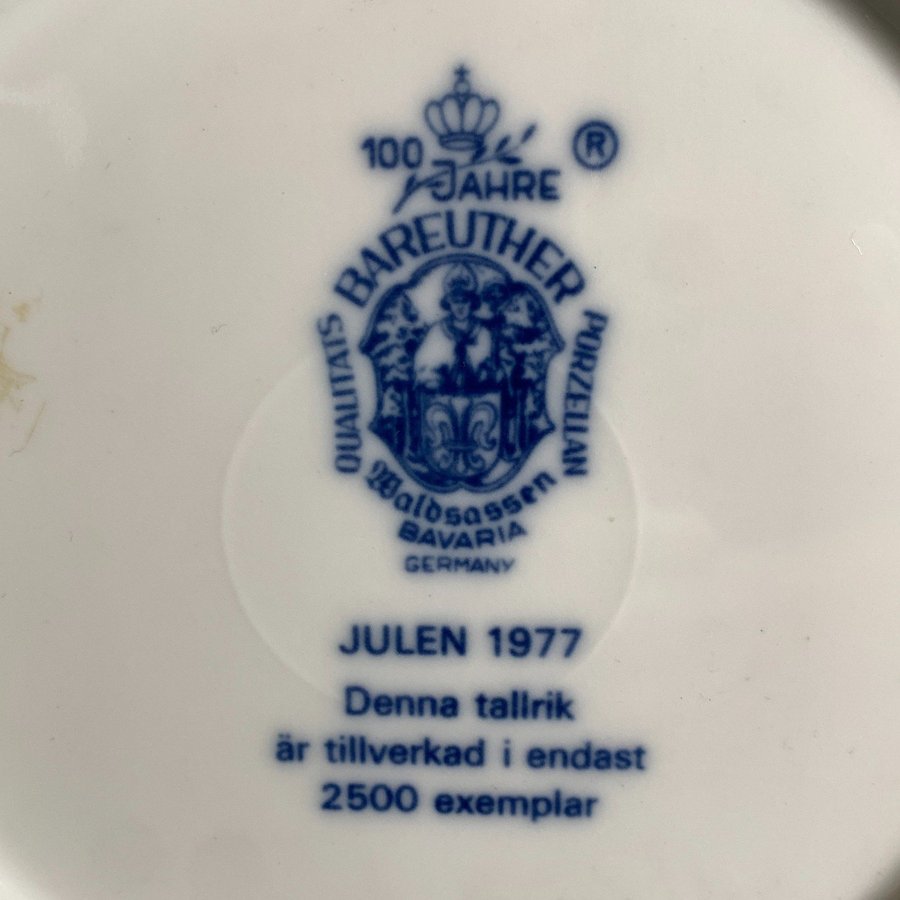 100 JAHRE ®
BAREUTHER
QUALITÄTS PORZELLAN
Waldsassen
BAVARIA
GERMANY
JULEN 1977
Denna tallrik
är tillverkad i endast
2500 exemplar